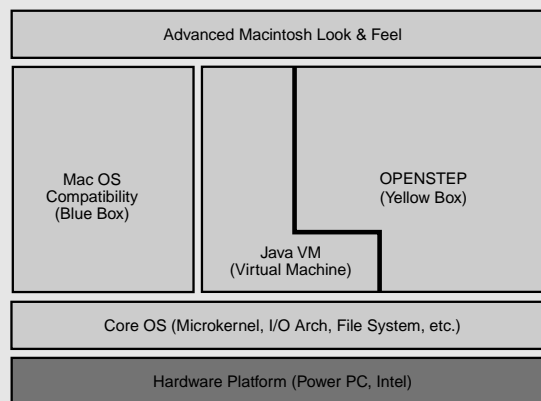 Advanced Macintosh Look & Feel
Mac OS
Compatibility
(Blue Box)
OPENSTEP
(Yellow Box)
Java VM
(Virtual Machine)
Core OS (Microkernel, I/O Arch, File System, etc.)
Hardware Platform (Power PC, Intel)